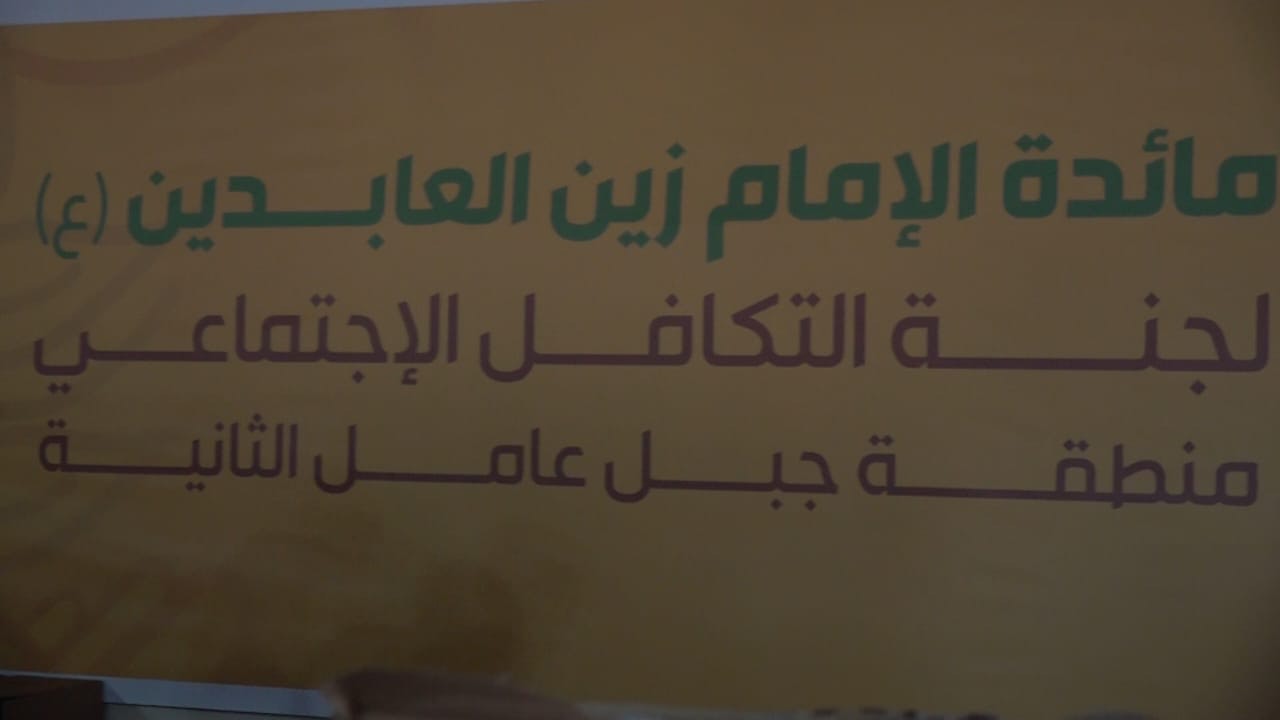 مائدة الإمام زين العابدين (ع)
لجنة التكافل الإجتماعي
منطقة جبل عامل الثانية